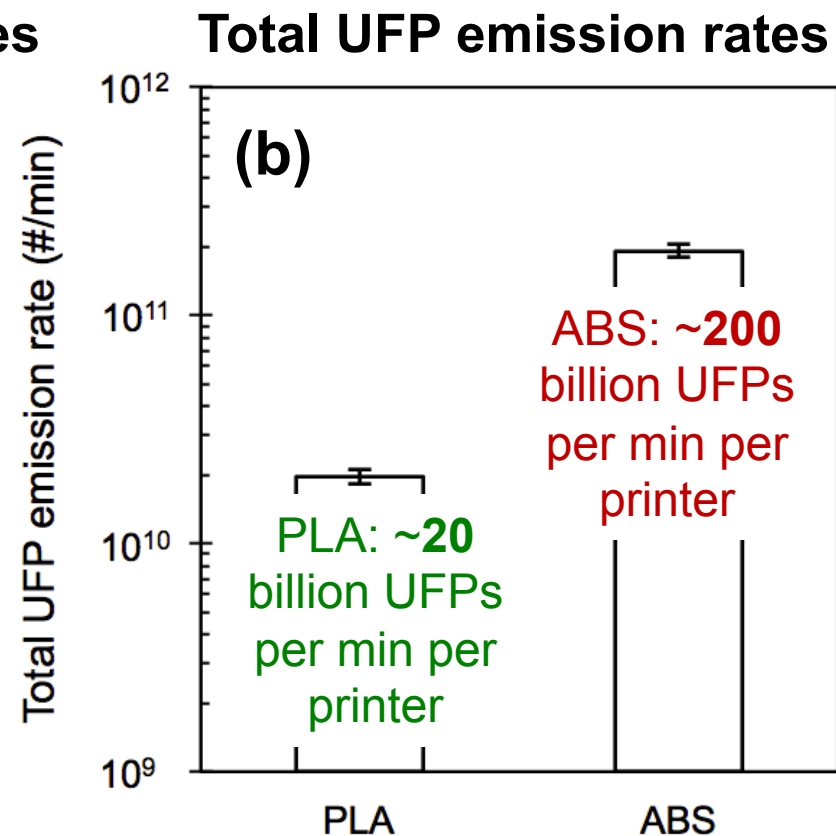 es
Total UFP emission rates
(b)
Total UFP emission rate (#/min)
10¹²
10¹¹
10¹⁰
10⁹
PLA: ~20
billion UFPs
per min per
printer
ABS: ~200
billion UFPs
per min per
printer
PLA
ABS